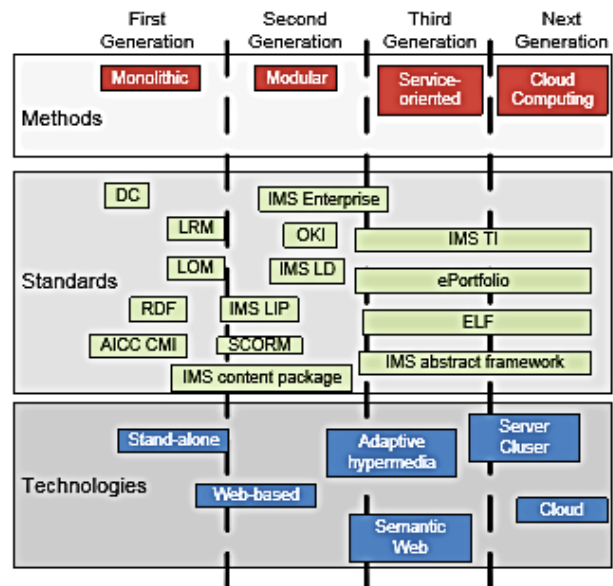 First Generation
Second Generation
Third Generation
Next Generation
Methods
Monolithic
Modular
Service-oriented
Cloud Computing
Standards
DC
IMS Enterprise
LRM
OKI
IMS TI
LOM
IMS LD
ePortfolio
RDF
IMS LIP
ELF
AICC CMI
SCORM
IMS abstract framework
IMS content package
Technologies
Stand-alone
Adaptive hypermedia
Server Cluser
Web-based
Cloud
Semantic Web